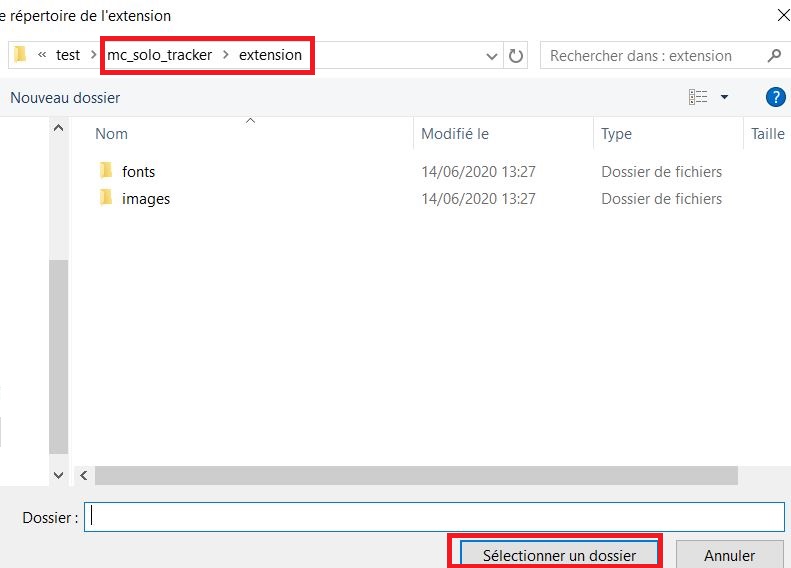 e répertoire de l'extension
« test > mc_solo_tracker > extension
Rechercher dans : extension
Nouveau dossier
?
Nom Modifié le Type Taille
fonts 14/06/2020 13:27 Dossier de fichiers
images 14/06/2020 13:27 Dossier de fichiers
Dossier :
Sélectionner un dossier Annuler